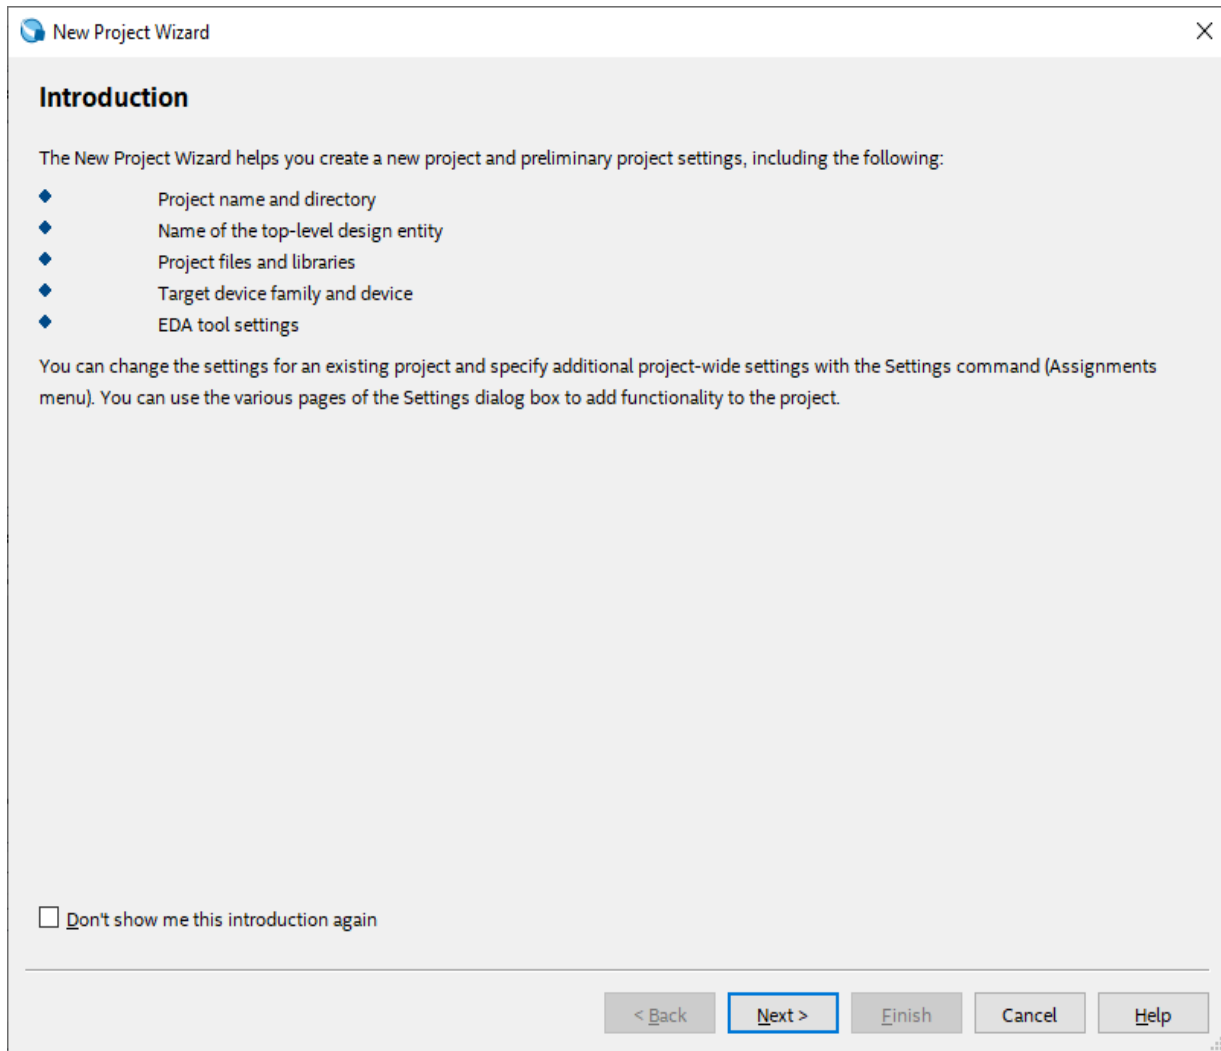 New Project Wizard
Introduction
The New Project Wizard helps you create a new project and preliminary project settings, including the following:
Project name and directory
Name of the top-level design entity
Project files and libraries
Target device family and device
EDA tool settings
You can change the settings for an existing project and specify additional project-wide settings with the Settings command (Assignments
menu). You can use the various pages of the Settings dialog box to add functionality to the project.
Don't show me this introduction again
< Back Next > Finish Cancel Help